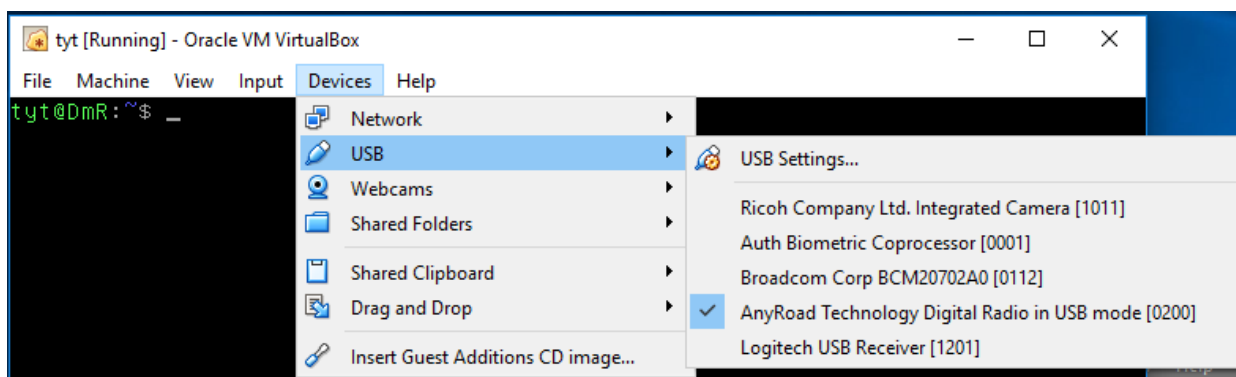 tyt [Running] - Oracle VM VirtualBox
File Machine View Input Devices Help
tyt@DmR:~$ _
Network
USB
Webcams
Shared Folders
Shared Clipboard
Drag and Drop
Insert Guest Additions CD image...
USB Settings...
Ricoh Company Ltd. Integrated Camera [1011]
Auth Biometric Coprocessor [0001]
Broadcom Corp BCM20702A0 [0112]
AnyRoad Technology Digital Radio in USB mode [0200]
Logitech USB Receiver [1201]